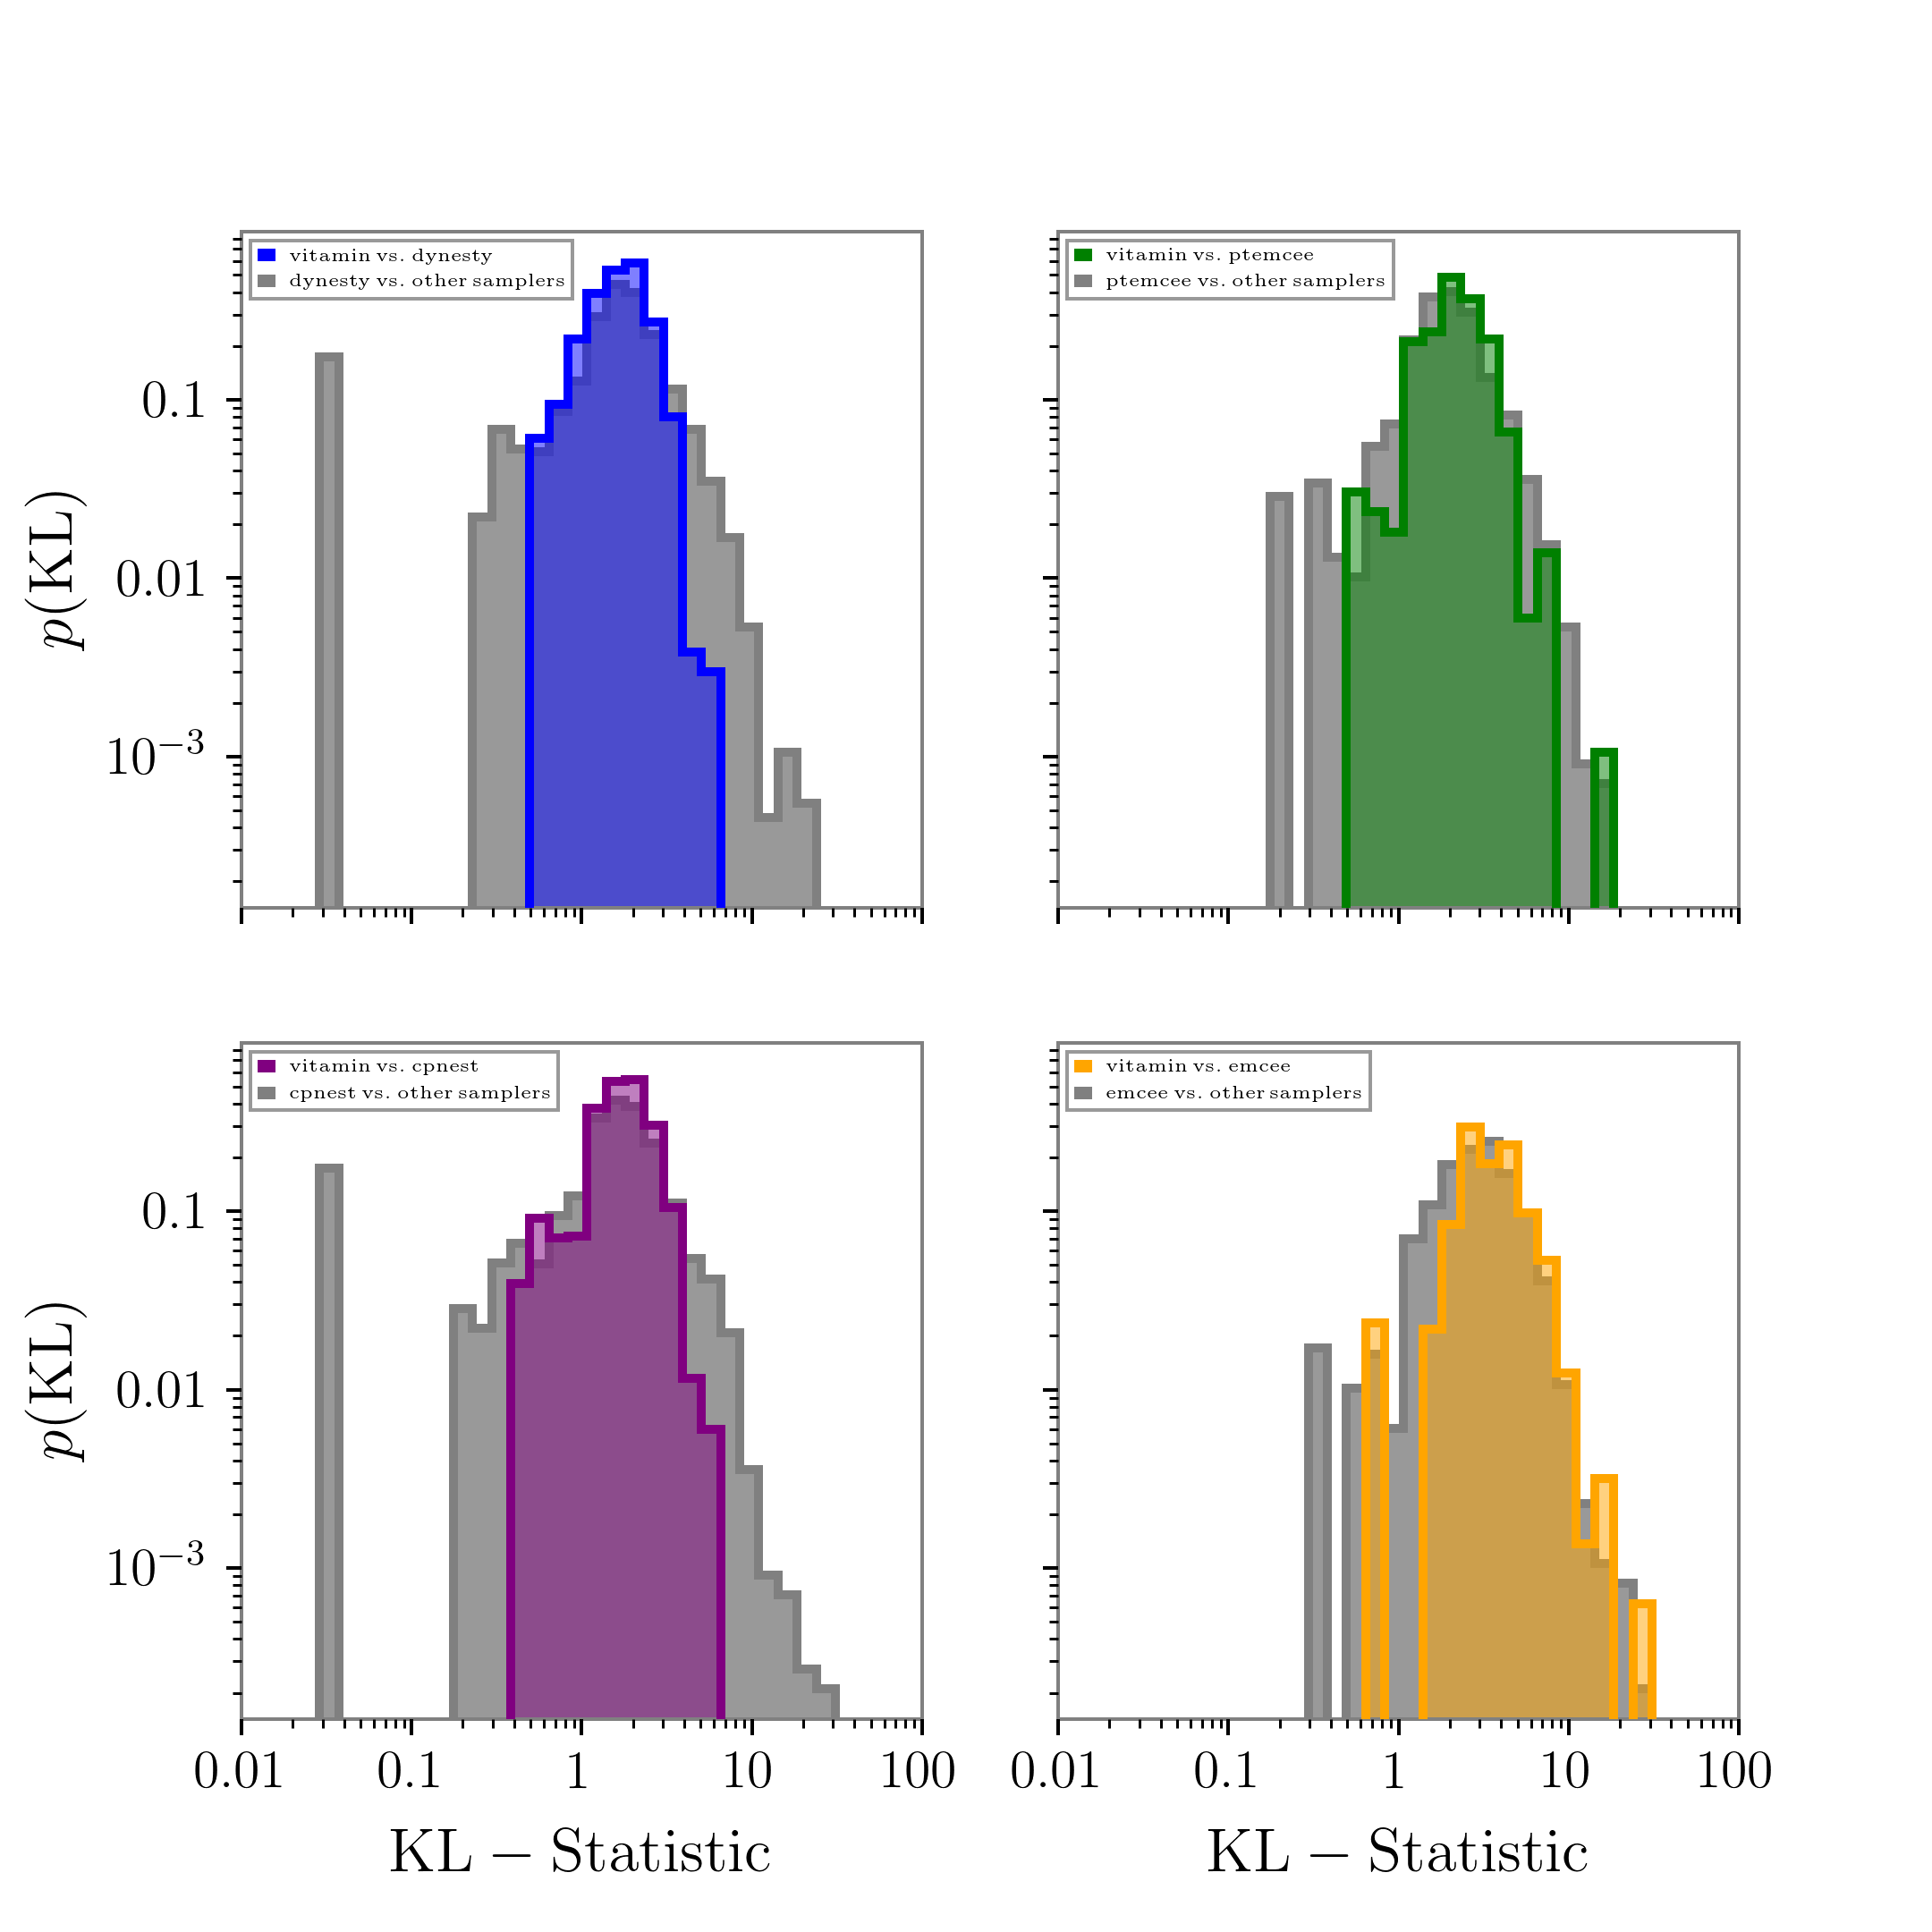 vitamin vs. dynesty
dynesty vs. other samplers
vitamin vs. ptemcee
ptemcee vs. other samplers
0.1
0.01
10⁻³
p(KL)
vitamin vs. cpnest
cpnest vs. other samplers
vitamin vs. emcee
emcee vs. other samplers
0.1
0.01
10⁻³
p(KL)
0.01 0.1 1 10 100
0.01 0.1 1 10 100
KL − Statistic
KL − Statistic